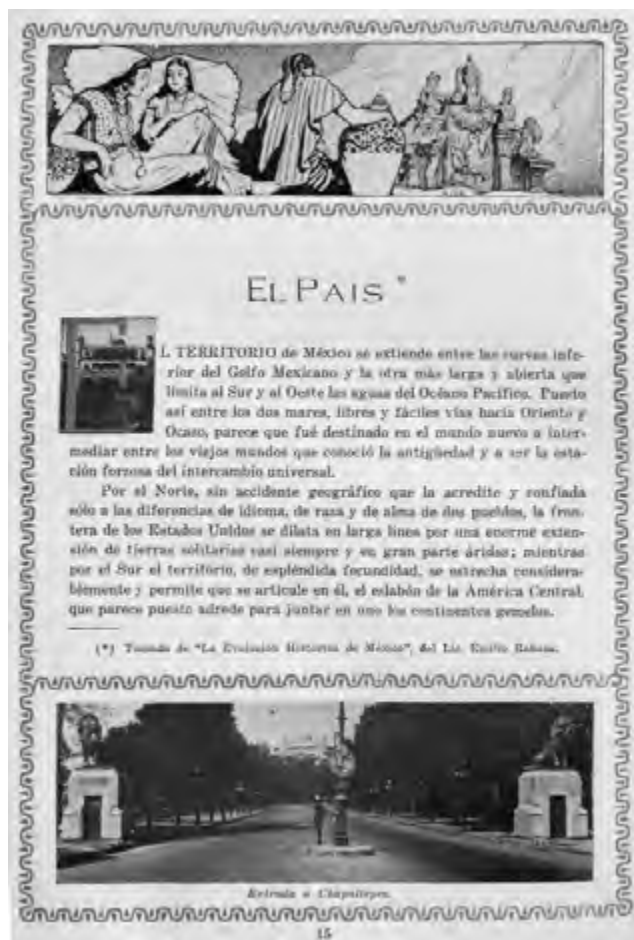 EL PAIS *
L TERRITORIO de México se extiende entre las curvas infe-
rior del Golfo Mexicano y la otra más larga y abierta que
limita al Sur y al Oeste las aguas del Océano Pacífico. Puesto
así entre los dos mares, libres y fáciles vías hacia Oriente y
Ocaso, parece que fué destinado en el mundo nuevo a inter-
mediar entre los viejos mundos que conoció la antigüedad y a ser la esta-
ción forzosa del intercambio universal.
Por el Norte, sin accidente geográfico que la acredite y confiada
sólo a las diferencias de idioma, de raza y de alma de dos pueblos, la fron-
tera de los Estados Unidos se dilata en larga línea por una enorme exten-
sión de tierras solitarias casi siempre y en gran parte áridas; mientras
por el Sur el territorio, de espléndida fecundidad, se estrecha considera-
blemente y permite que se articule en él, el eslabón de la América Central,
que parece puesto adrede para juntar en uno los continentes gemelos.
(*) Tomado de "La Evolución Histórica de México", del Lic. Emilio Rabasa.
Entrada a Chapultepec.
15